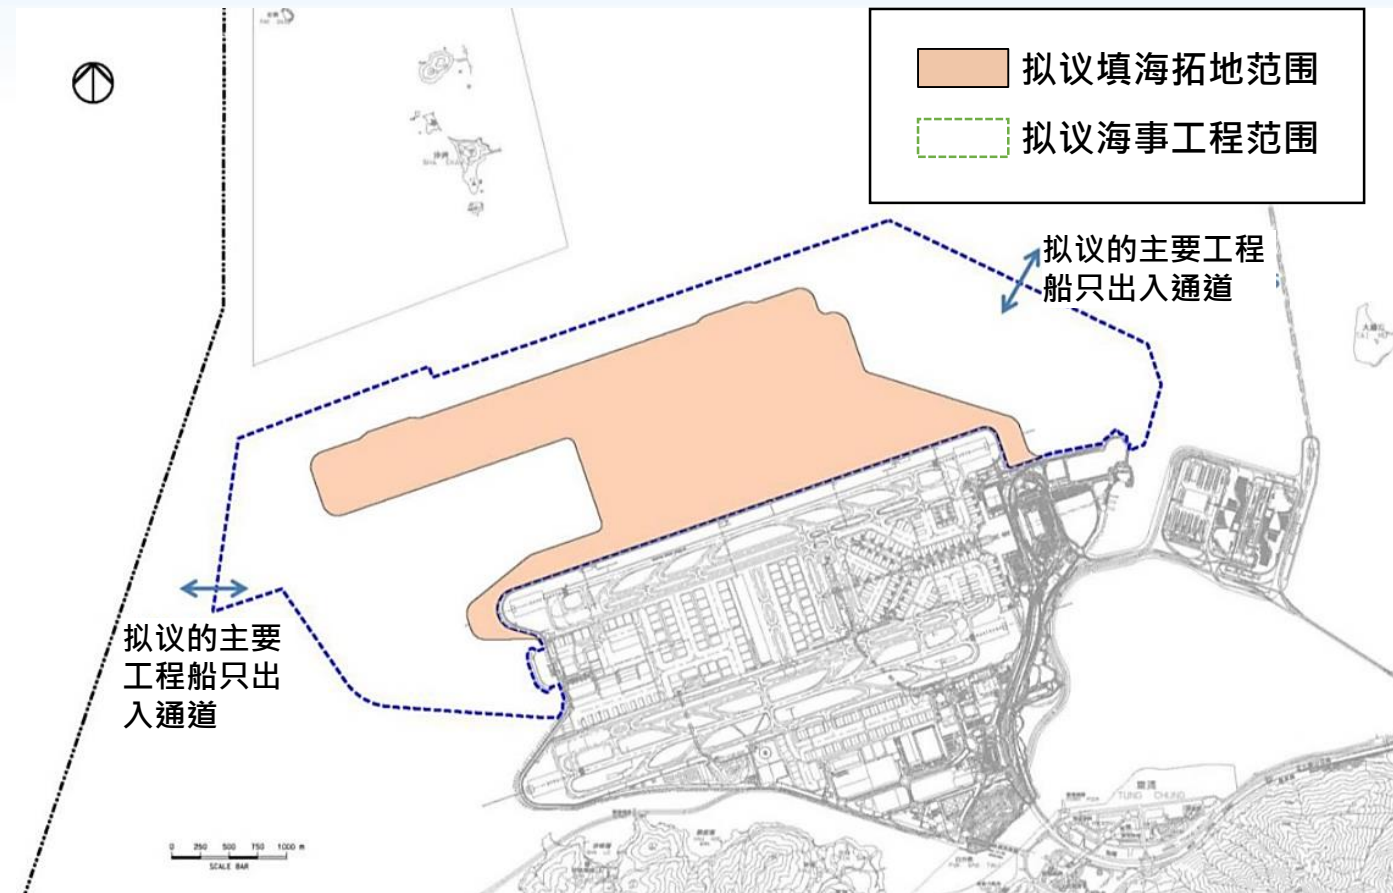 拟议填海拓地范围
拟议海事工程范围
拟议的主要工程
船只出入通道
拟议的主要
工程船只出
入通道
0 250 500 750 1000 m
SCALE BAR
TUNG CHUNG